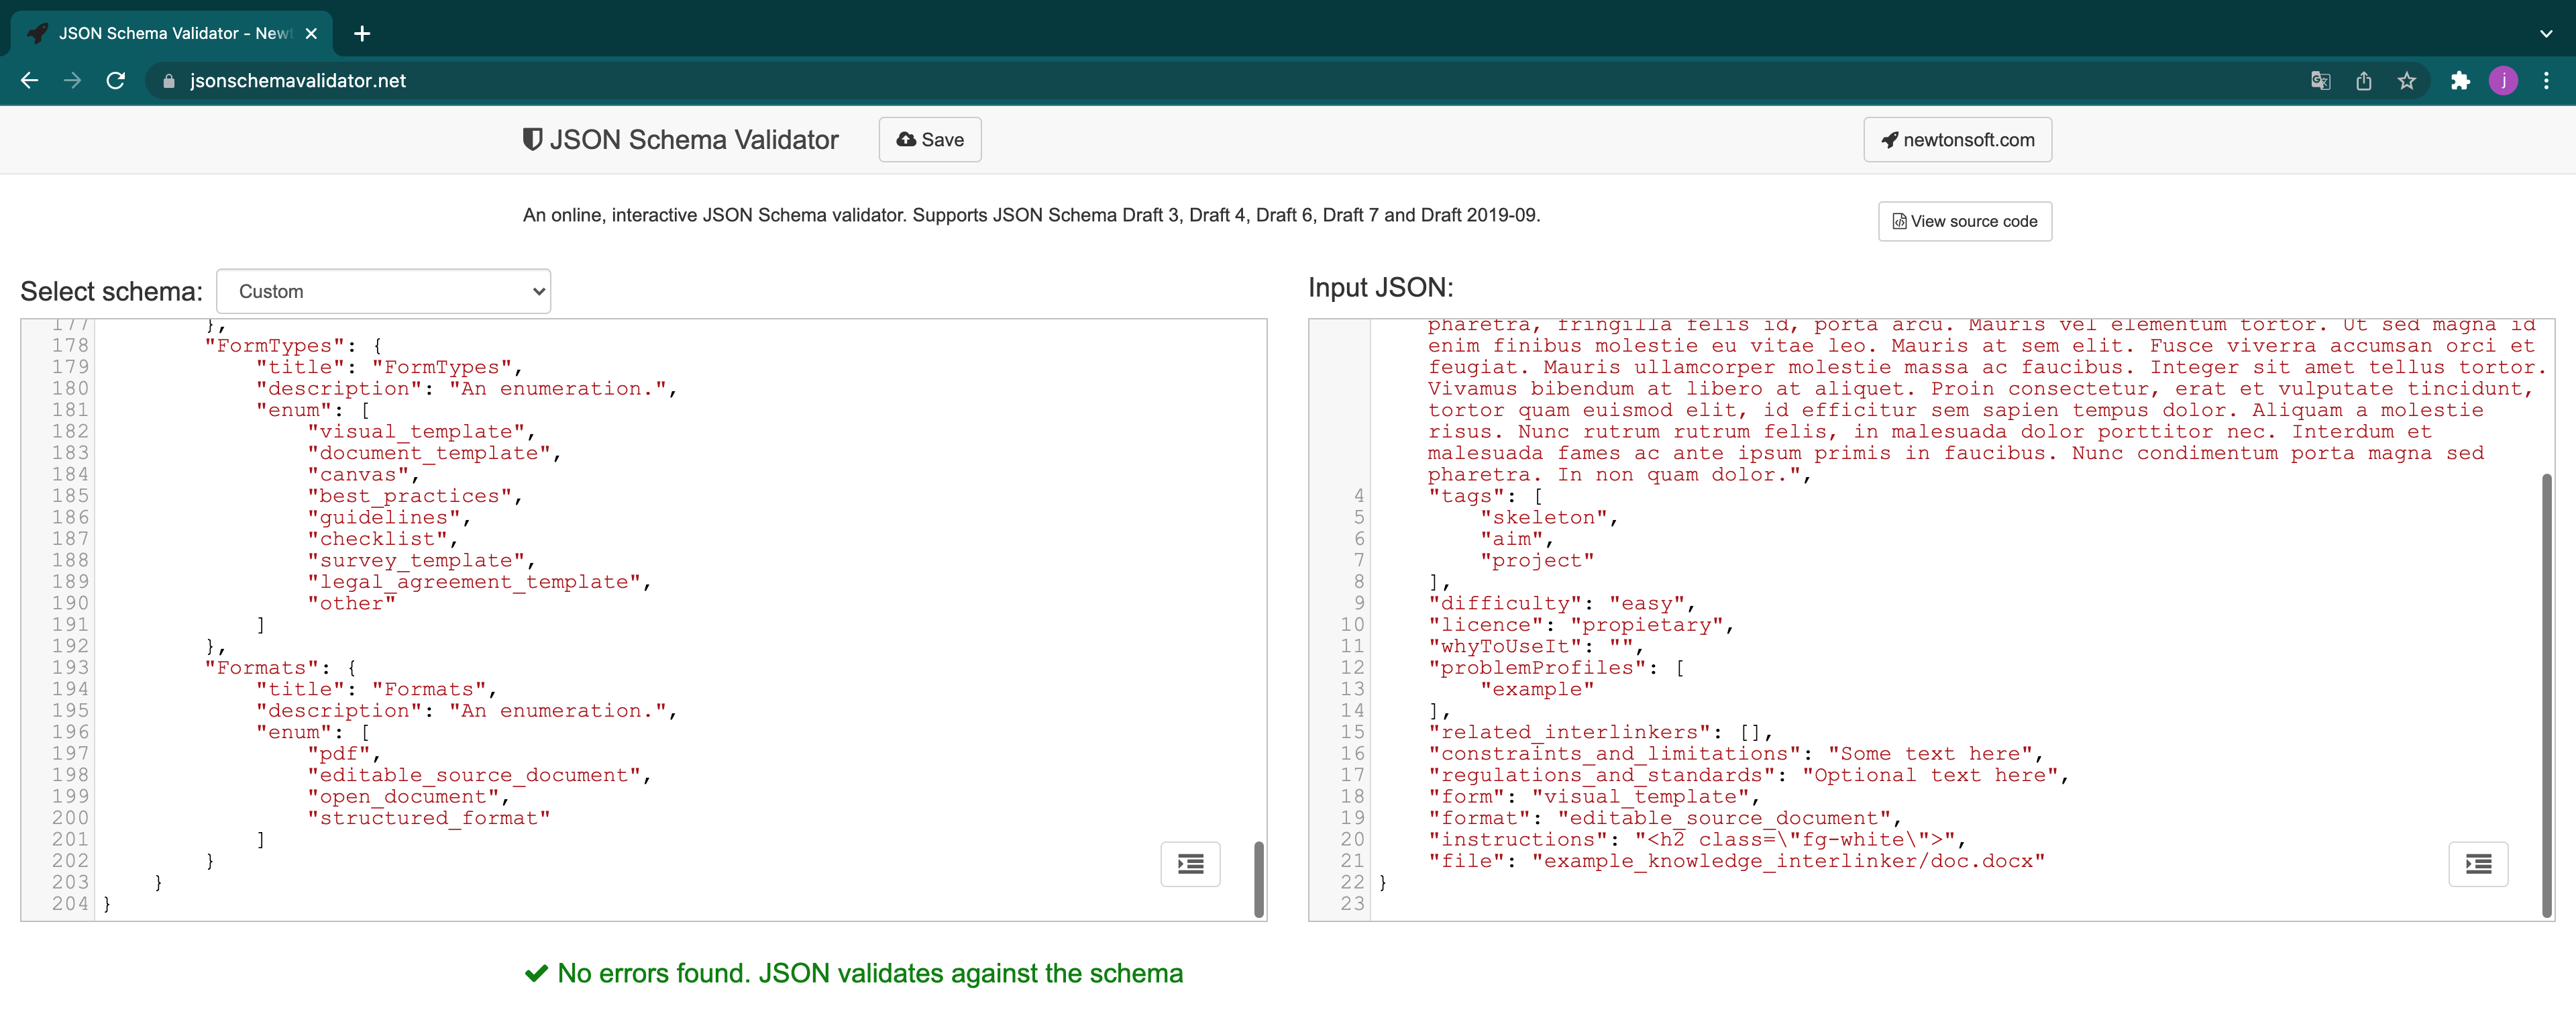 JSON Schema Validator - Newt
jsonschemavalidator.net
j
JSON Schema Validator
Save
newtonsoft.com
An online, interactive JSON Schema validator. Supports JSON Schema Draft 3, Draft 4, Draft 6, Draft 7 and Draft 2019-09.
View source code
Select schema:
Custom
177 },
178 "FormTypes": {
179 "title": "FormTypes",
180 "description": "An enumeration.",
181 "enum": [
182 "visual_template",
183 "document_template",
184 "canvas",
185 "best_practices",
186 "guidelines",
187 "checklist",
188 "survey_template",
189 "legal_agreement_template",
190 "other"
191 ]
192 },
193 "Formats": {
194 "title": "Formats",
195 "description": "An enumeration.",
196 "enum": [
197 "pdf",
198 "editable_source_document",
199 "open_document",
200 "structured_format"
201 ]
202 }
203 }
204 }
Input JSON:
pharetra, fringilla felis id, porta arcu. Mauris vel elementum tortor. Ut sed magna id
enim finibus molestie eu vitae leo. Mauris at sem elit. Fusce viverra accumsan orci et
feugiat. Mauris ullamcorper molestie massa ac faucibus. Integer sit amet tellus tortor.
Vivamus bibendum at libero at aliquet. Proin consectetur, erat et vulputate tincidunt,
tortor quam euismod elit, id efficitur sem sapien tempus dolor. Aliquam a molestie
risus. Nunc rutrum rutrum felis, in malesuada dolor porttitor nec. Interdum et
malesuada fames ac ante ipsum primis in faucibus. Nunc condimentum porta magna sed
pharetra. In non quam dolor.",
4 "tags": [
5 "skeleton",
6 "aim",
7 "project"
8 ],
9 "difficulty": "easy",
10 "licence": "propietary",
11 "whyToUseIt": "",
12 "problemProfiles": [
13 "example"
14 ],
15 "related_interlinkers": [],
16 "constraints_and_limitations": "Some text here",
17 "regulations_and_standards": "Optional text here",
18 "form": "visual_template",
19 "format": "editable_source_document",
20 "instructions": "<h2 class=\"fg-white\">",
21 "file": "example_knowledge_interlinker/doc.docx"
22 }
23
No errors found. JSON validates against the schema